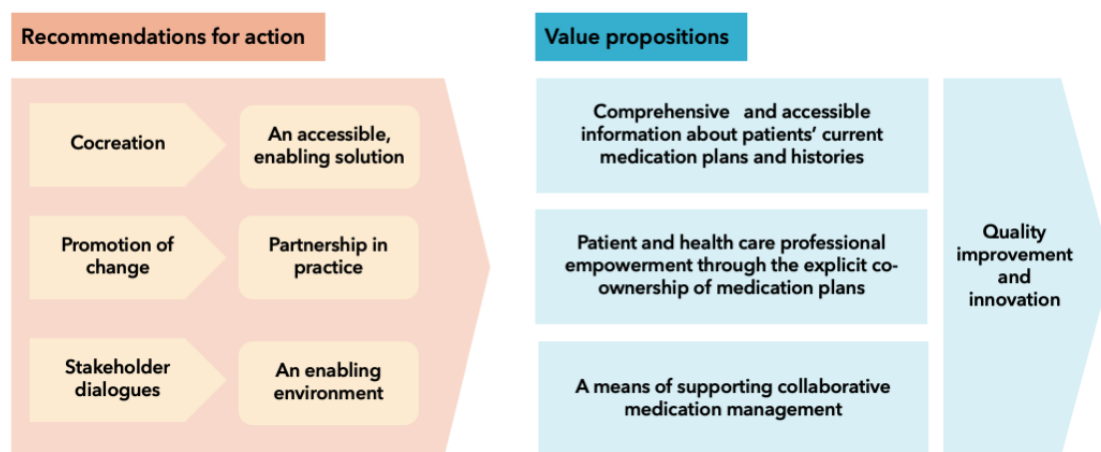 Recommendations for action
Cocreation
An accessible,
enabling solution
Promotion of
change
Partnership in
practice
Stakeholder
dialogues
An enabling
environment
Value propositions
Comprehensive and accessible
information about patients’ current
medication plans and histories
Patient and health care professional
empowerment through the explicit co-
ownership of medication plans
A means of supporting collaborative
medication management
Quality
improvement
and
innovation